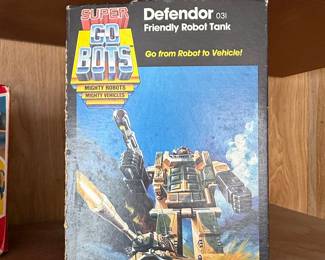 SUPER
GO
BOTS
MIGHTY ROBOTS
MIGHTY VEHICLES
Defendor 031
Friendly Robot Tank
Go from Robot to Vehicle!